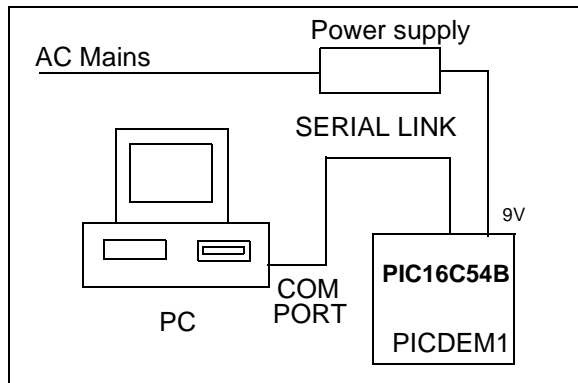 Power supply
AC Mains
SERIAL LINK
9V
PIC16C54B
COM
PORT
PC
PICDEM1